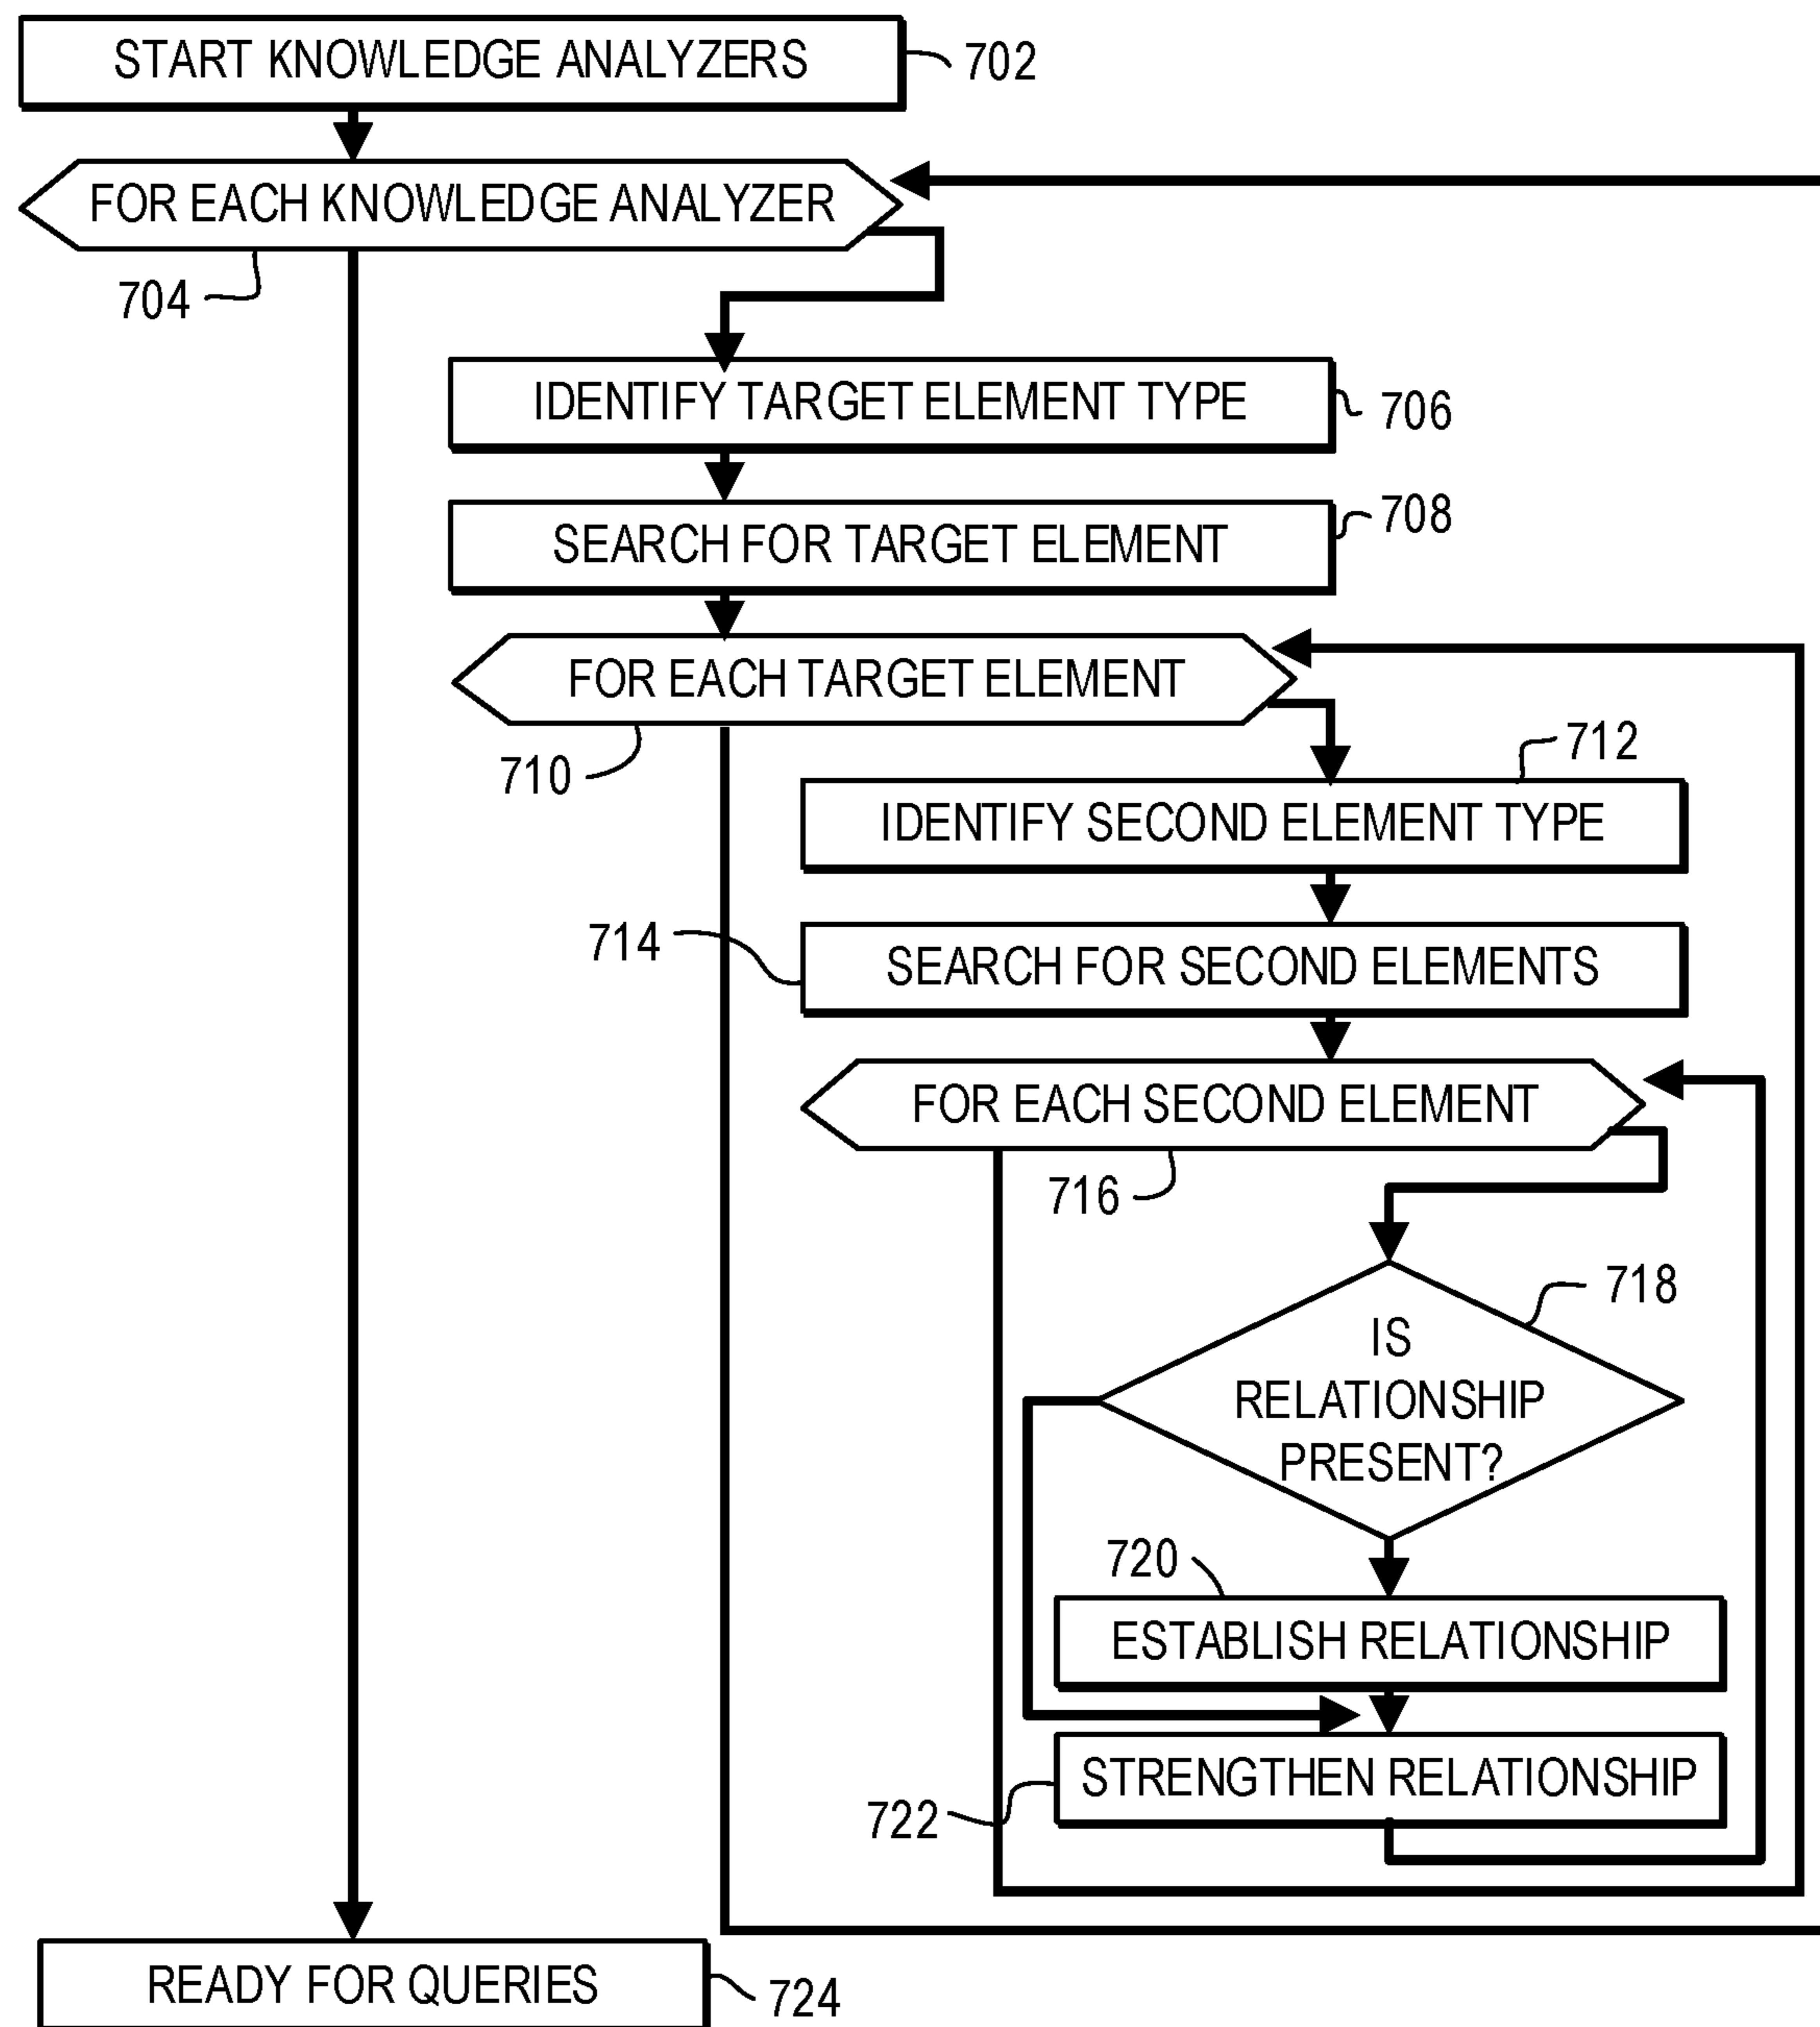 START KNOWLEDGE ANALYZERS
702
FOR EACH KNOWLEDGE ANALYZER
704
IDENTIFY TARGET ELEMENT TYPE
706
SEARCH FOR TARGET ELEMENT
708
FOR EACH TARGET ELEMENT
710
712
IDENTIFY SECOND ELEMENT TYPE
714
SEARCH FOR SECOND ELEMENTS
FOR EACH SECOND ELEMENT
716
718
IS
RELATIONSHIP
PRESENT?
720
ESTABLISH RELATIONSHIP
STRENGTHEN RELATIONSHIP
722
READY FOR QUERIES
724